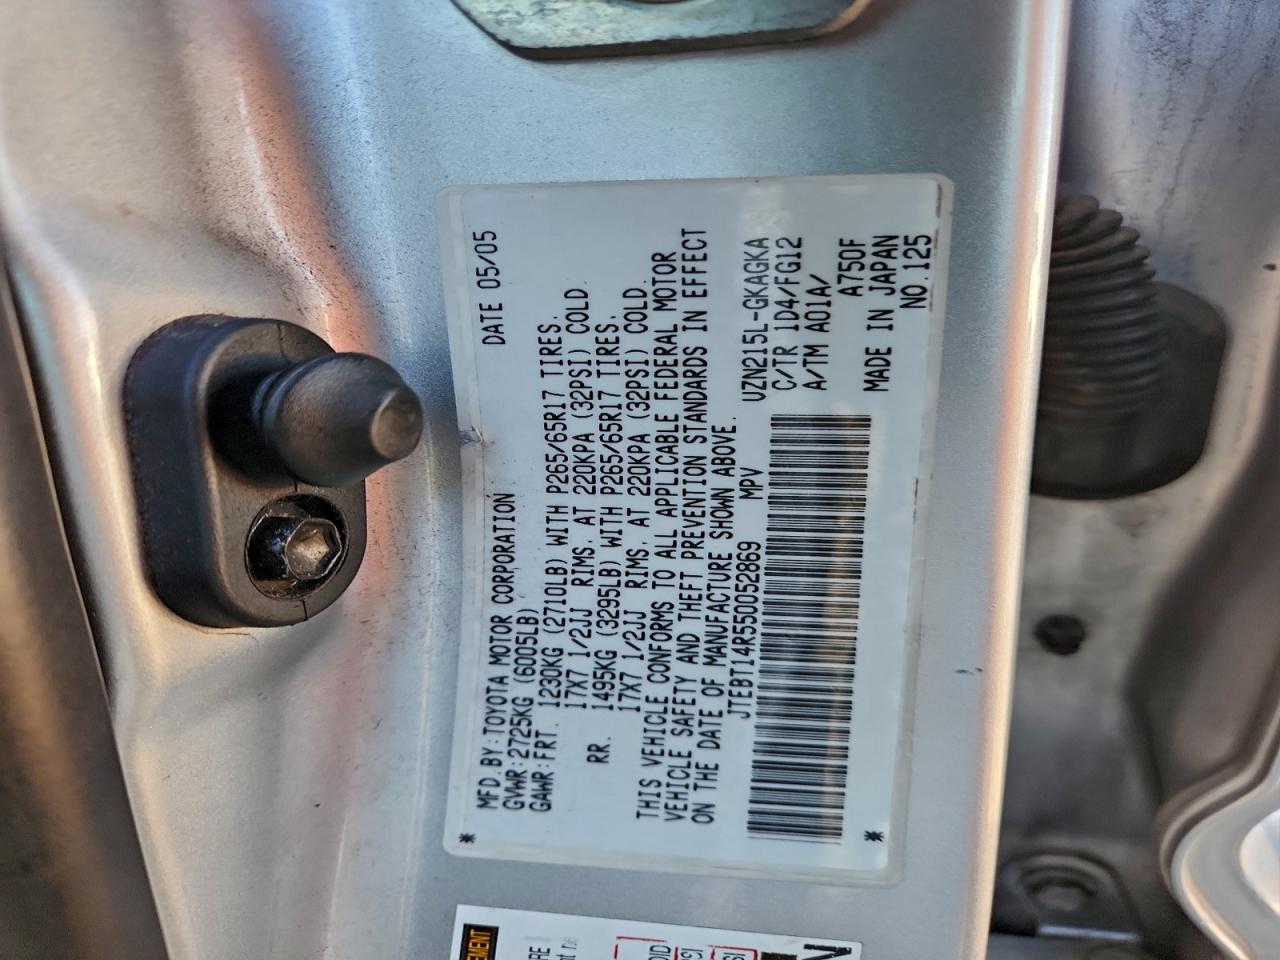 DATE 05/05
MFD.BY:TOYOTA MOTOR CORPORATION
GVWR:2725KG (6005LB)
GAWR:FRT. 1230KG (2710LB) WITH P265/65R17 TIRES,
17X7 1/2JJ RIMS, AT 220KPA (32PSI) COLD.
RR. 1495KG (3295LB) WITH P265/65R17 TIRES,
17X7 1/2JJ RIMS, AT 220KPA (32PSI) COLD.
THIS VEHICLE CONFORMS TO ALL APPLICABLE FEDERAL MOTOR
VEHICLE SAFETY AND THEFT PREVENTION STANDARDS IN EFFECT
ON THE DATE OF MANUFACTURE SHOWN ABOVE.
JTEBT14R550052869 MPV
UZN215L-GKAGKA
C/TR 1D4/FG12
A/TM A01A/
A750F
MADE IN JAPAN
NO.125
* *
EMENT